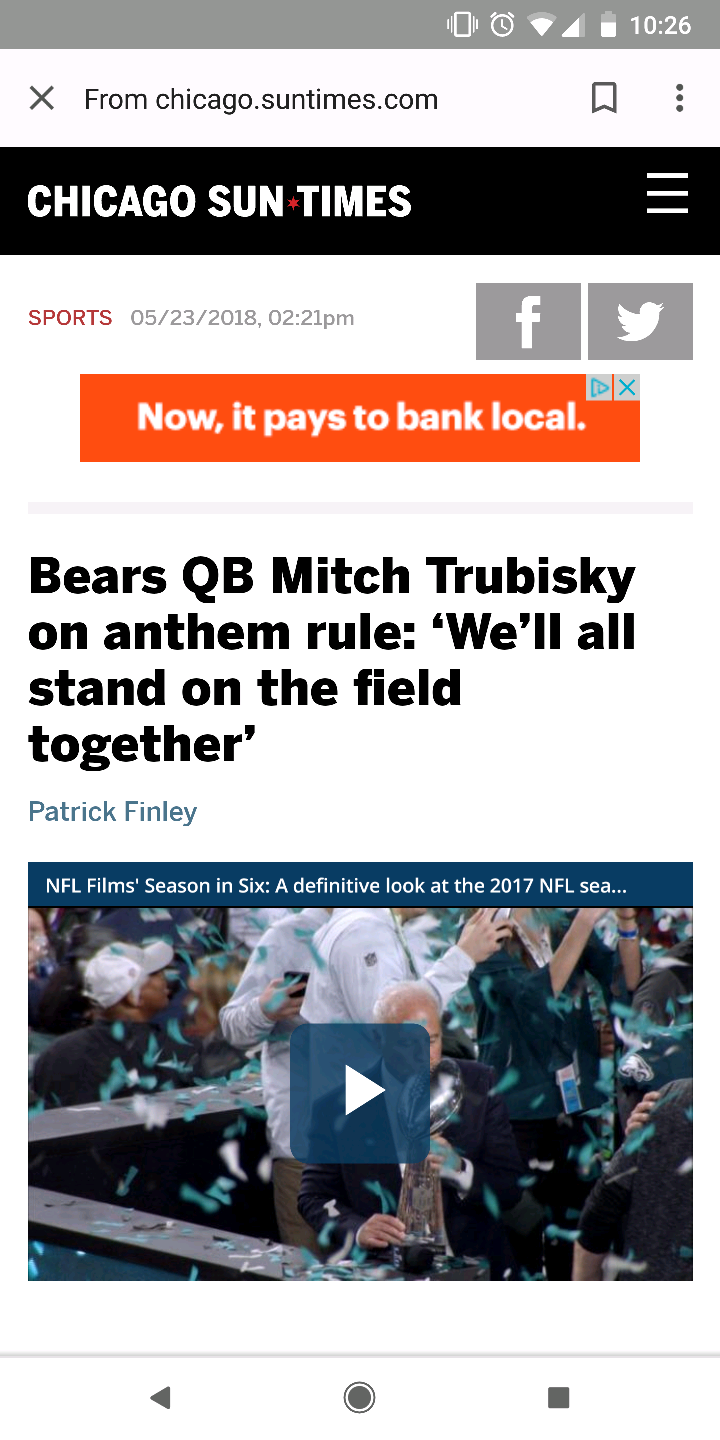 10:26
From chicago.suntimes.com
CHICAGO SUN TIMES
SPORTS 05/23/2018, 02:21pm
Now, it pays to bank local.
Bears QB Mitch Trubisky
on anthem rule: ‘We’ll all
stand on the field
together’
Patrick Finley
NFL Films' Season in Six: A definitive look at the 2017 NFL sea...